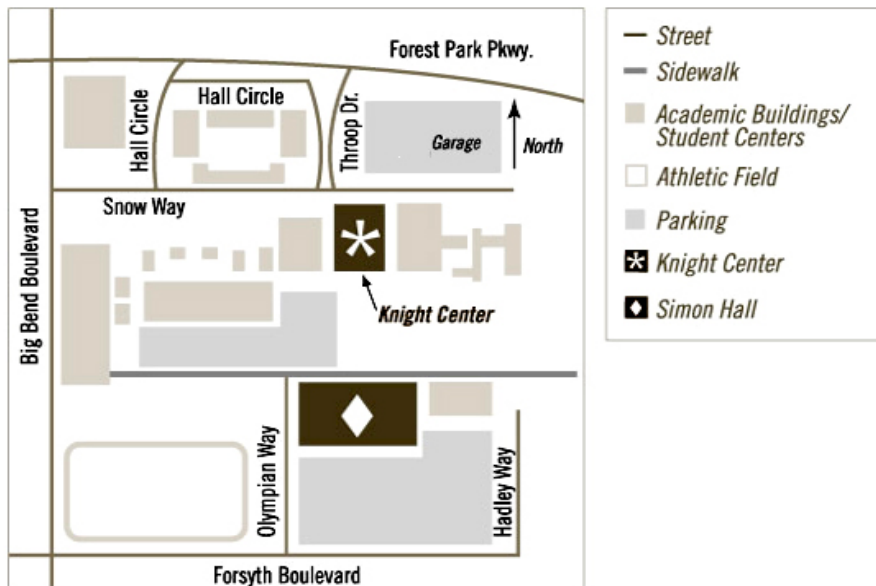 Forest Park Pkwy.
Hall Circle
Hall Circle
Throop Dr.
Garage
North
Snow Way
Big Bend Boulevard
Knight Center
Olympian Way
Hadley Way
Forsyth Boulevard
Street
Sidewalk
Academic Buildings/
Student Centers
Athletic Field
Parking
Knight Center
Simon Hall